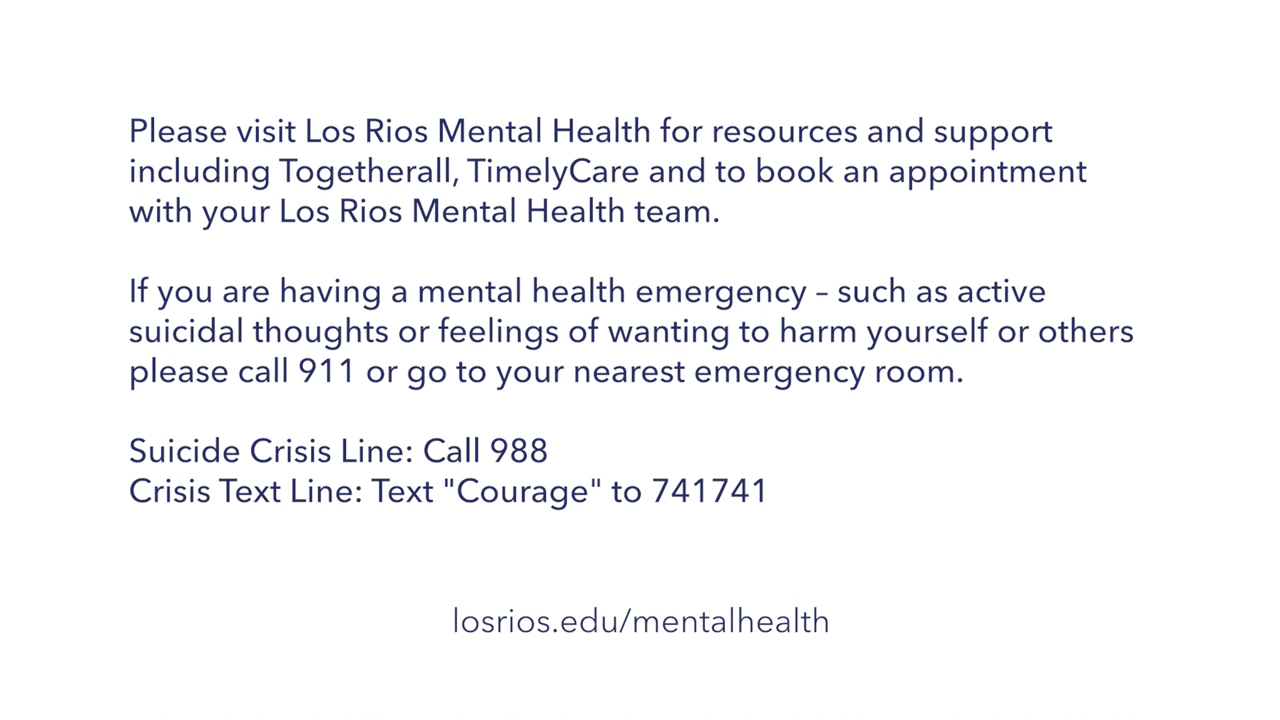 Please visit Los Rios Mental Health for resources and support
including Togetherall, TimelyCare and to book an appointment
with your Los Rios Mental Health team.
If you are having a mental health emergency – such as active
suicidal thoughts or feelings of wanting to harm yourself or others
please call 911 or go to your nearest emergency room.
Suicide Crisis Line: Call 988
Crisis Text Line: Text "Courage" to 741741
losrios.edu/mentalhealth